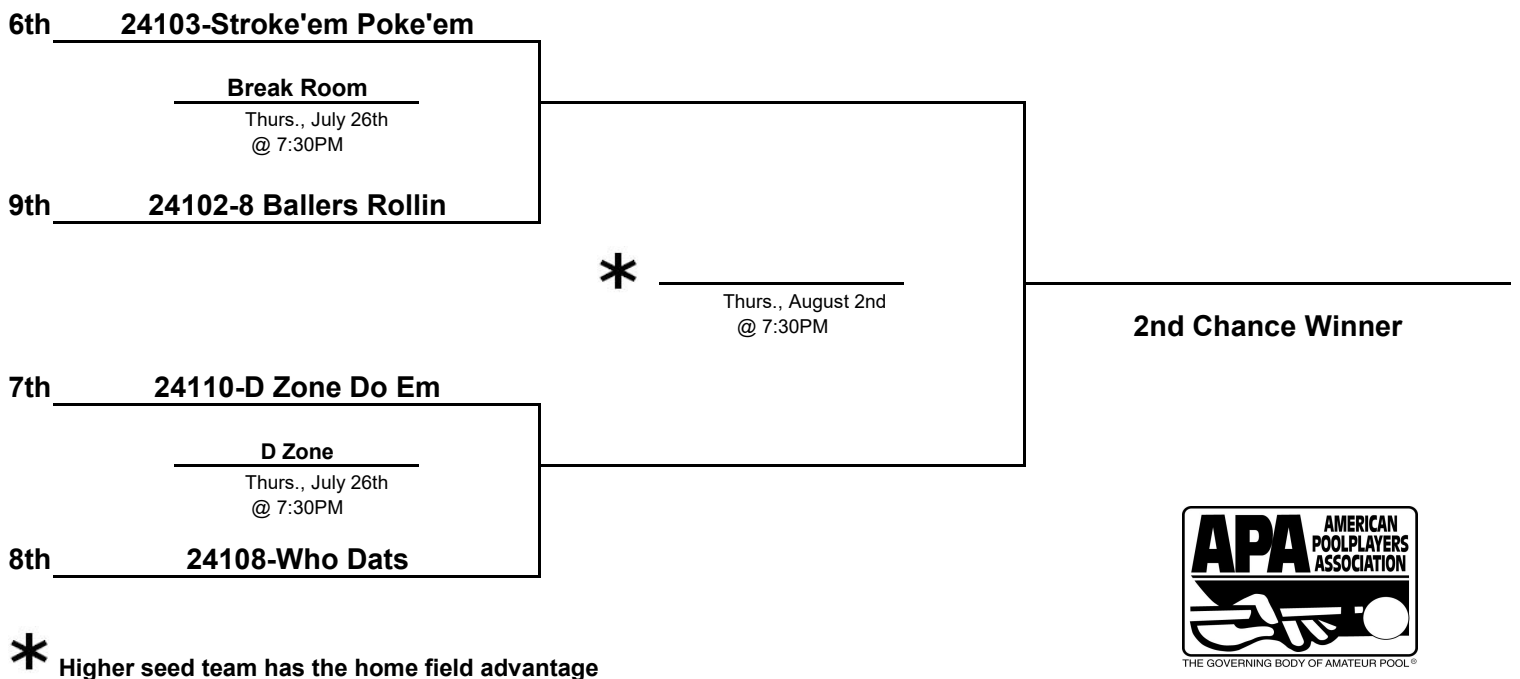 6th 24103-Stroke'em Poke'em
Break Room
Thurs., July 26th
@ 7:30PM
9th 24102-8 Ballers Rollin
*
Thurs., August 2nd
@ 7:30PM
2nd Chance Winner
7th 24110-D Zone Do Em
D Zone
Thurs., July 26th
@ 7:30PM
8th 24108-Who Dats
* Higher seed team has the home field advantage
APA AMERICAN
POOLPLAYERS
ASSOCIATION
THE GOVERNING BODY OF AMATEUR POOL®